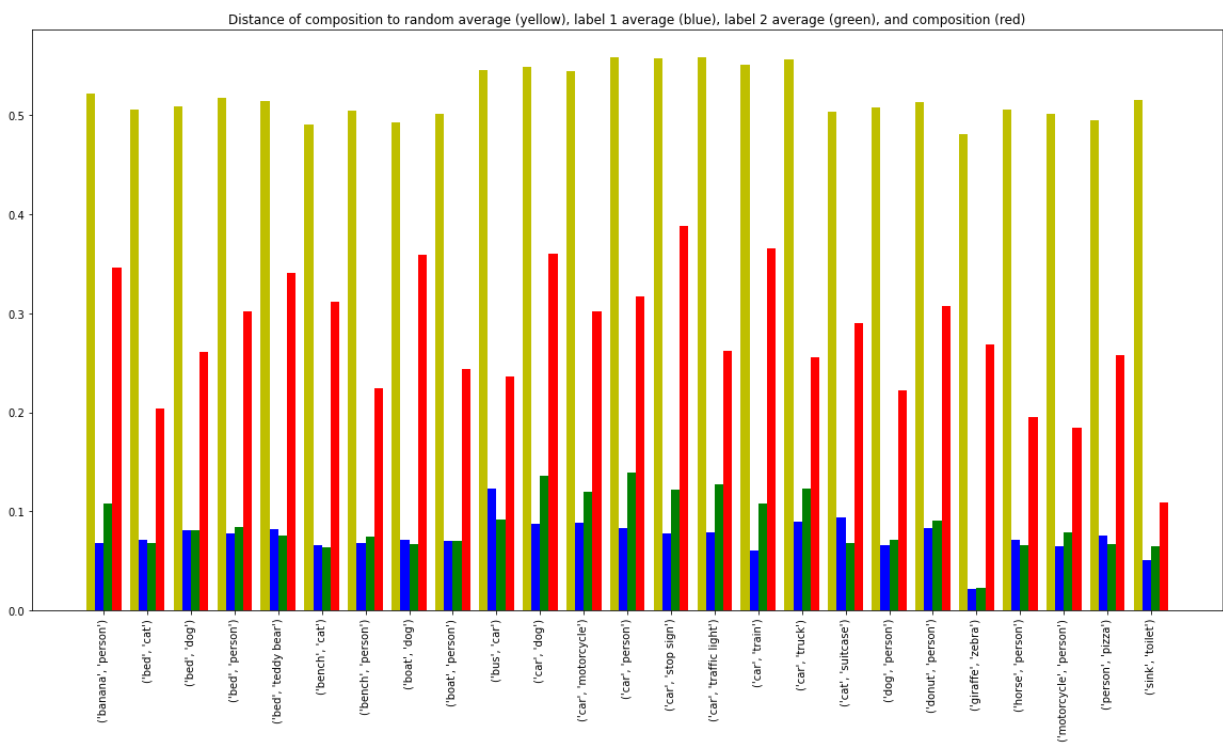 Distance of composition to random average (yellow), label 1 average (blue), label 2 average (green), and composition (red)
0.5
0.4
0.3
0.2
0.1
0.0
('banana', 'person')
('bed', 'cat')
('bed', 'dog')
('bed', 'person')
('bed', 'teddy bear')
('bench', 'cat')
('bench', 'person')
('boat', 'dog')
('boat', 'person')
('bus', 'car')
('car', 'dog')
('car', 'motorcycle')
('car', 'person')
('car', 'stop sign')
('car', 'traffic light')
('car', 'train')
('car', 'truck')
('cat', 'suitcase')
('dog', 'person')
('donut', 'person')
('giraffe', 'zebra')
('horse', 'person')
('motorcycle', 'person')
('person', 'pizza')
('sink', 'toilet')